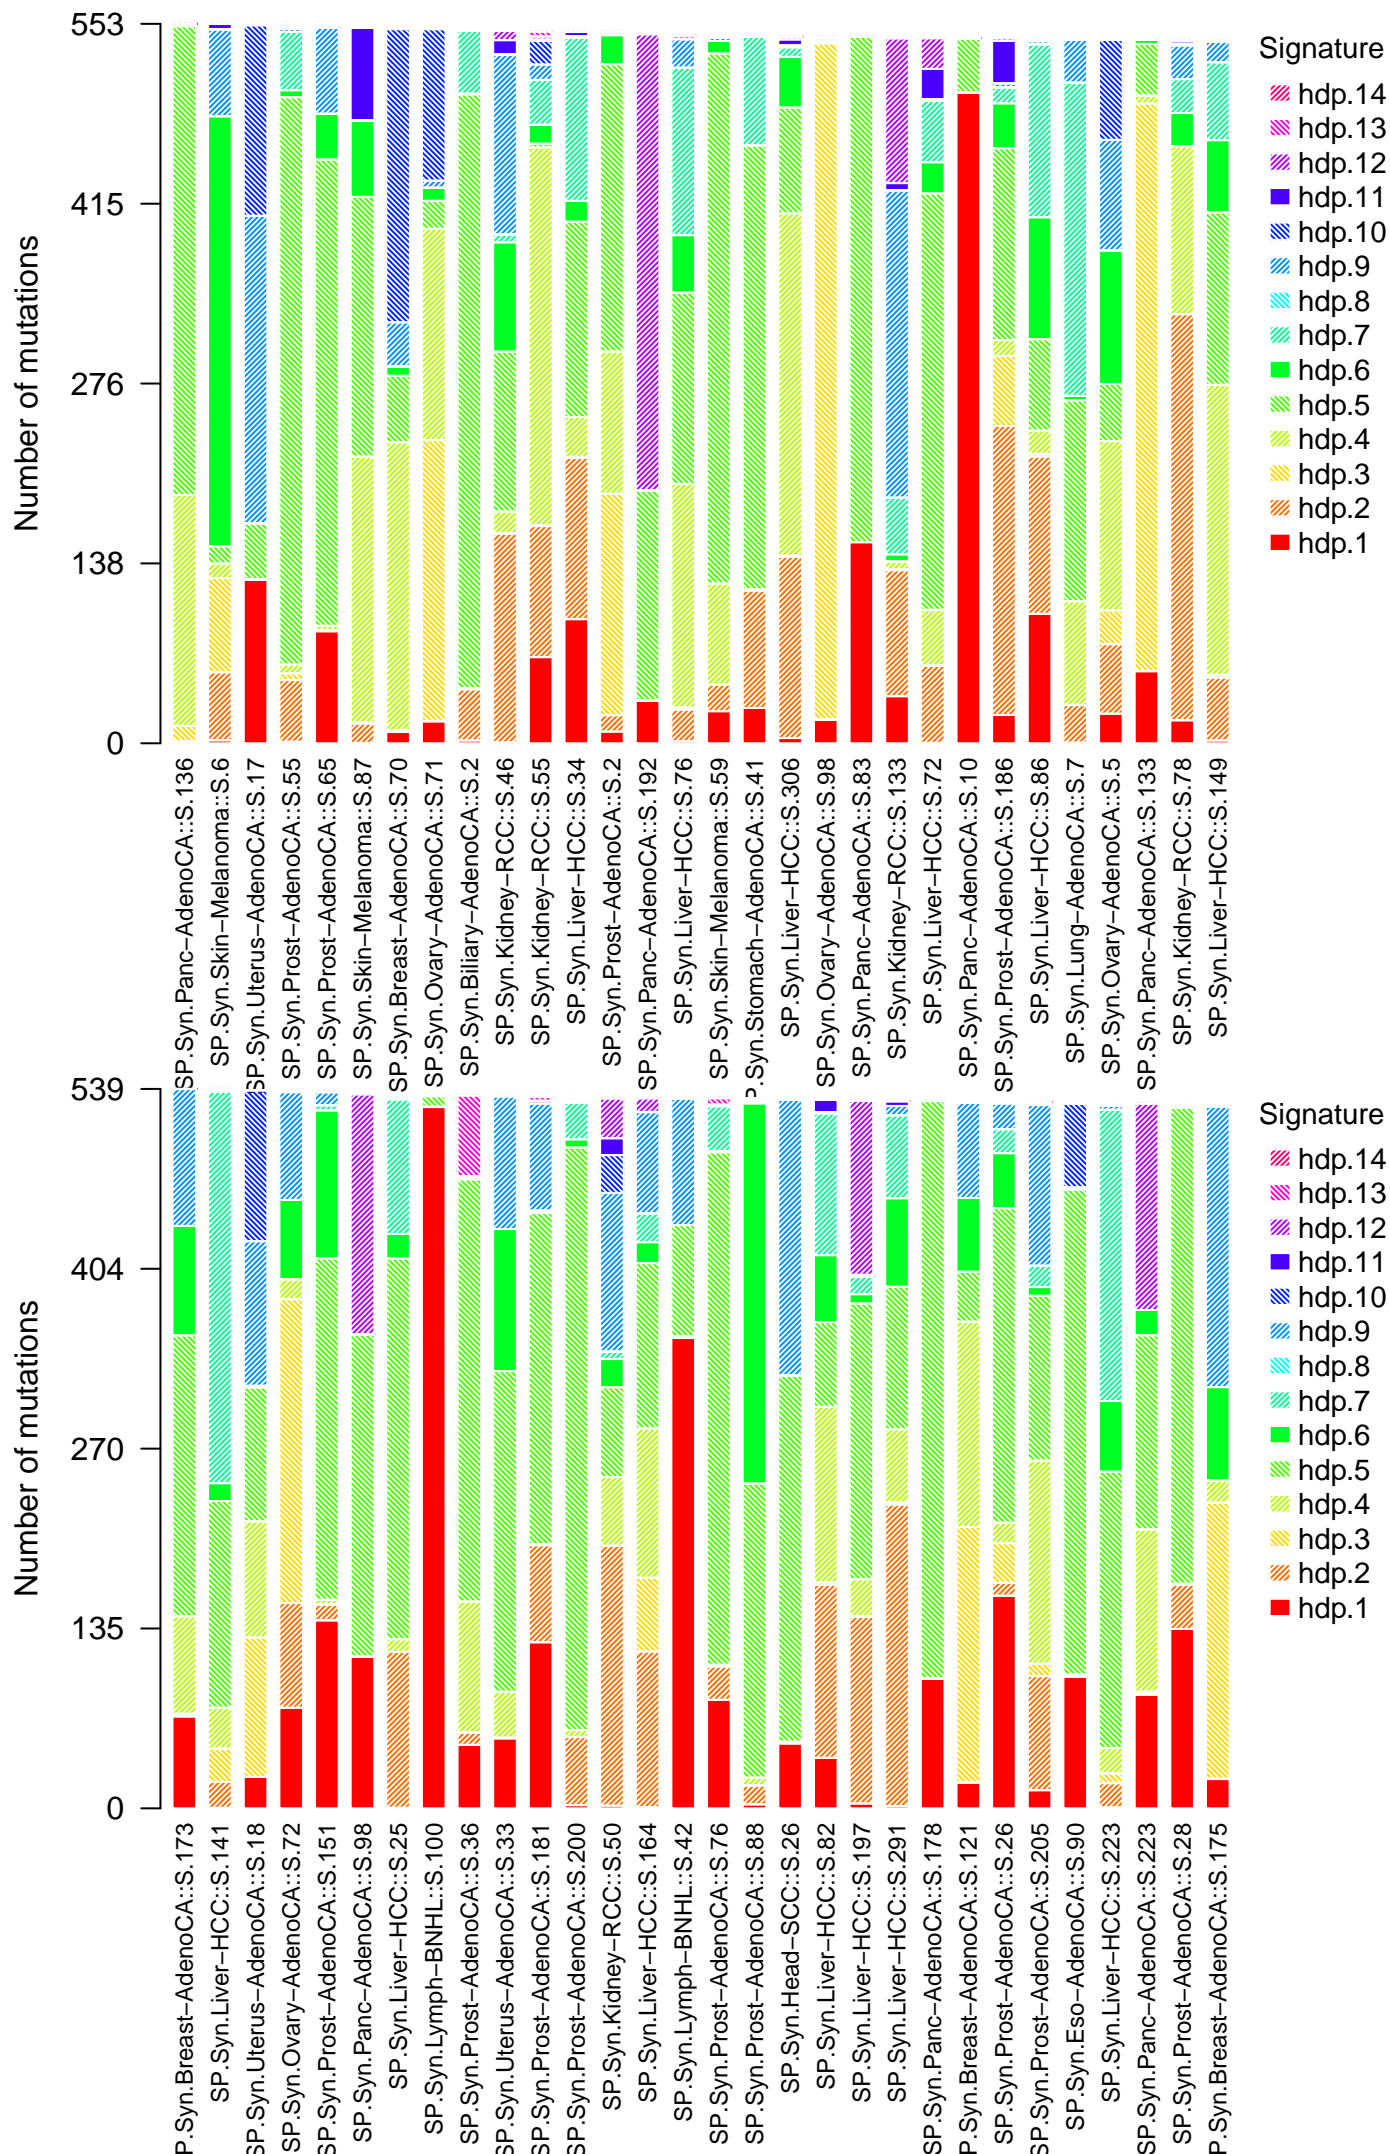 Number of mutations
553
415
276
138
0
Signature
hdp.14
hdp.13
hdp.12
hdp.11
hdp.10
hdp.9
hdp.8
hdp.7
hdp.6
hdp.5
hdp.4
hdp.3
hdp.2
hdp.1
SP.Syn.Panc−AdenoCA::S.136
SP.Syn.Skin−Melanoma::S.6
SP.Syn.Uterus−AdenoCA::S.17
SP.Syn.Prost−AdenoCA::S.55
SP.Syn.Prost−AdenoCA::S.65
SP.Syn.Skin−Melanoma::S.87
SP.Syn.Breast−AdenoCA::S.70
SP.Syn.Ovary−AdenoCA::S.71
SP.Syn.Biliary−AdenoCA::S.2
SP.Syn.Kidney−RCC::S.46
SP.Syn.Kidney−RCC::S.55
SP.Syn.Liver−HCC::S.34
SP.Syn.Prost−AdenoCA::S.2
SP.Syn.Panc−AdenoCA::S.192
SP.Syn.Liver−HCC::S.76
SP.Syn.Skin−Melanoma::S.59
P.Syn.Stomach−AdenoCA::S.41
SP.Syn.Liver−HCC::S.306
SP.Syn.Ovary−AdenoCA::S.98
SP.Syn.Panc−AdenoCA::S.83
SP.Syn.Kidney−RCC::S.133
SP.Syn.Liver−HCC::S.72
SP.Syn.Panc−AdenoCA::S.10
SP.Syn.Prost−AdenoCA::S.186
SP.Syn.Liver−HCC::S.86
SP.Syn.Lung−AdenoCA::S.7
SP.Syn.Ovary−AdenoCA::S.5
SP.Syn.Panc−AdenoCA::S.133
SP.Syn.Kidney−RCC::S.78
SP.Syn.Liver−HCC::S.149
Number of mutations
539
404
270
135
0
Signature
hdp.14
hdp.13
hdp.12
hdp.11
hdp.10
hdp.9
hdp.8
hdp.7
hdp.6
hdp.5
hdp.4
hdp.3
hdp.2
hdp.1
P.Syn.Breast−AdenoCA::S.173
SP.Syn.Liver−HCC::S.141
SP.Syn.Uterus−AdenoCA::S.18
SP.Syn.Ovary−AdenoCA::S.72
SP.Syn.Prost−AdenoCA::S.151
SP.Syn.Panc−AdenoCA::S.98
SP.Syn.Liver−HCC::S.25
SP.Syn.Lymph−BNHL::S.100
SP.Syn.Prost−AdenoCA::S.36
SP.Syn.Uterus−AdenoCA::S.33
SP.Syn.Prost−AdenoCA::S.181
SP.Syn.Prost−AdenoCA::S.200
SP.Syn.Kidney−RCC::S.50
SP.Syn.Liver−HCC::S.164
SP.Syn.Lymph−BNHL::S.42
SP.Syn.Prost−AdenoCA::S.76
SP.Syn.Prost−AdenoCA::S.88
SP.Syn.Head−SCC::S.26
SP.Syn.Liver−HCC::S.82
SP.Syn.Liver−HCC::S.197
SP.Syn.Liver−HCC::S.291
SP.Syn.Panc−AdenoCA::S.178
SP.Syn.Breast−AdenoCA::S.121
SP.Syn.Prost−AdenoCA::S.26
SP.Syn.Prost−AdenoCA::S.205
SP.Syn.Eso−AdenoCA::S.90
SP.Syn.Liver−HCC::S.223
SP.Syn.Panc−AdenoCA::S.223
SP.Syn.Prost−AdenoCA::S.28
SP.Syn.Breast−AdenoCA::S.175